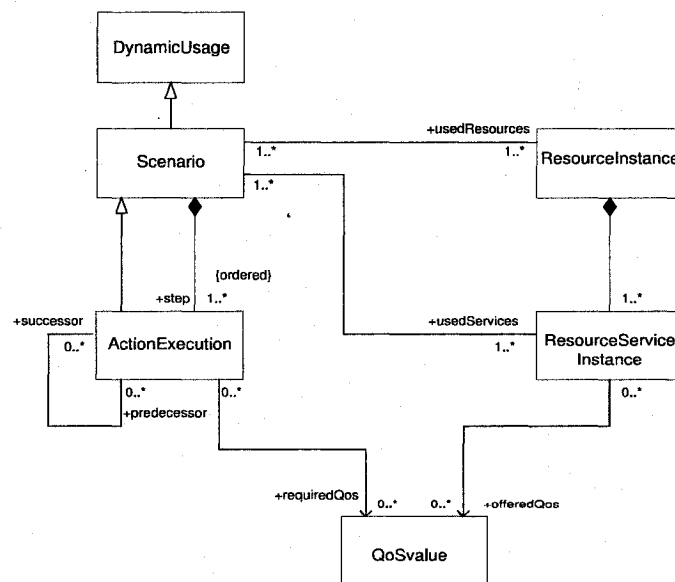 DynamicUsage
+usedResources
Scenario
1..*
1..*
ResourceInstance
1..*
{ordered}
+step
1..*
1..*
+successor
+usedServices
0..*
ActionExecution
1..*
ResourceService
Instance
0..*
0..*
0..*
+predecessor
+requiredQos
0..*
0..*
+offeredQos
QoSvalue